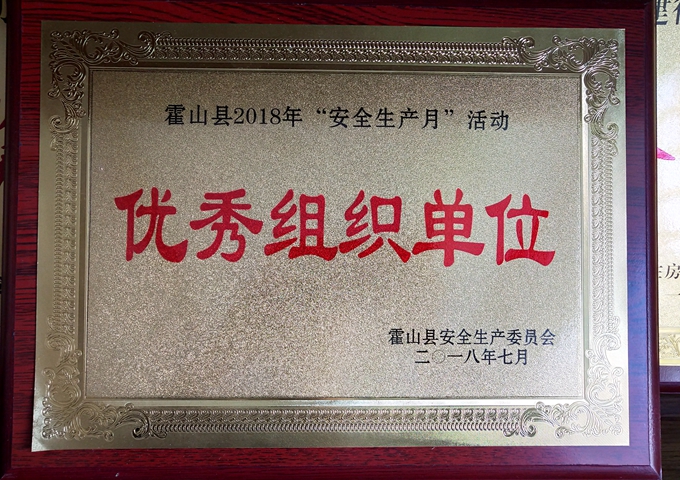 霍山县2018年“安全生产月”活动
优秀组织单位
霍山县安全生产委员会
二〇一八年七月